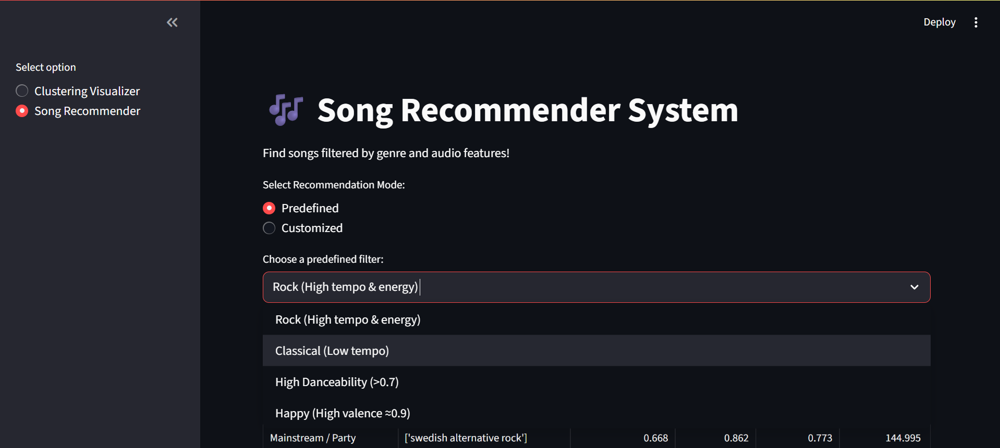 Deploy
Select option
Clustering Visualizer
Song Recommender
Song Recommender System
Find songs filtered by genre and audio features!
Select Recommendation Mode:
Predefined
Customized
Choose a predefined filter:
Rock (High tempo & energy)
Rock (High tempo & energy)
Classical (Low tempo)
High Danceability (>0.7)
Happy (High valence ≈0.9)
Mainstream / Party ['swedish alternative rock'] 0.668 0.862 0.773 144.995